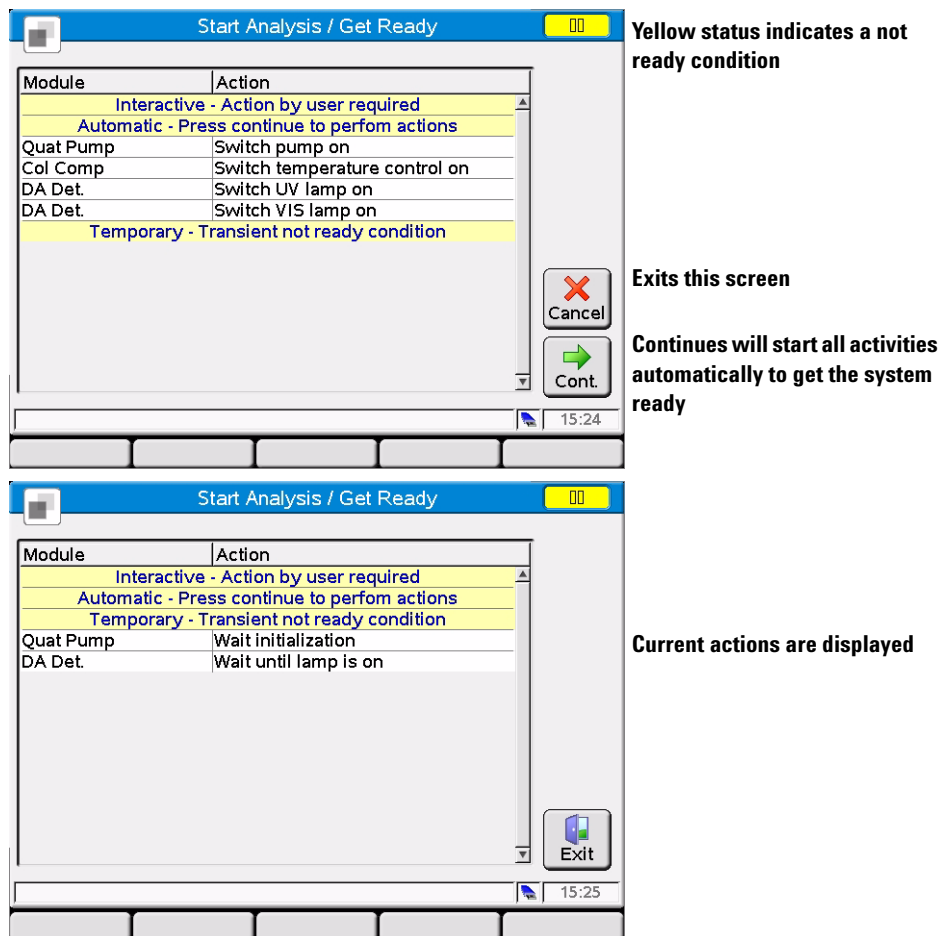 Start Analysis / Get Ready
Yellow status indicates a not
ready condition
Module Action
Interactive - Action by user required
Automatic - Press continue to perfom actions
Quat Pump Switch pump on
Col Comp Switch temperature control on
DA Det. Switch UV lamp on
DA Det. Switch VIS lamp on
Temporary - Transient not ready condition
Exits this screen
Cancel
Continues will start all activities
automatically to get the system
ready
Cont.
15:24
Start Analysis / Get Ready
Module Action
Interactive - Action by user required
Automatic - Press continue to perfom actions
Temporary - Transient not ready condition
Quat Pump Wait initialization
DA Det. Wait until lamp is on
Current actions are displayed
Exit
15:25